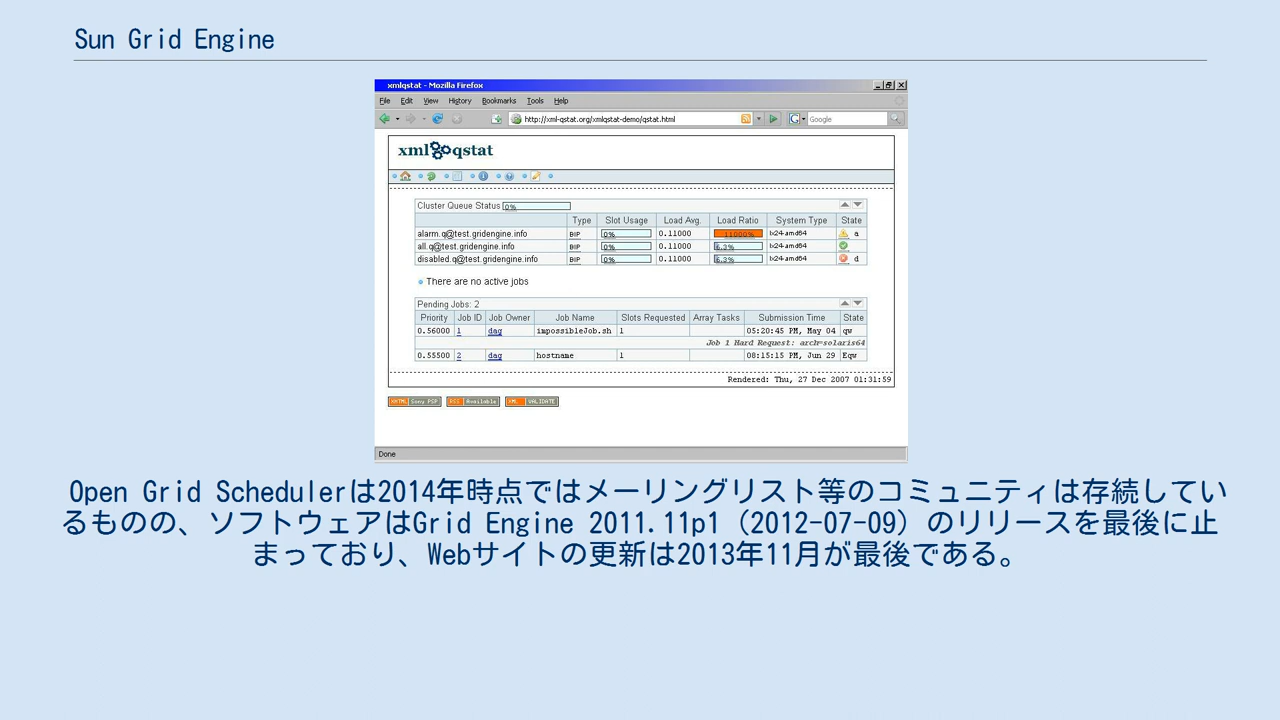 Sun Grid Engine
xmlqstat - Mozilla Firefox
File Edit View History Bookmarks Tools Help
http://xml-qstat.org/xmlqstat-demo/qstat.html
Google
xml qstat
Cluster Queue Status 0%
Type Slot Usage Load Avg. Load Ratio System Type State
alarm.q@test.gridengine.info BIP 0% 0.11000 11000% lx24-amd64 a
all.q@test.gridengine.info BIP 0% 0.11000 6.3% lx24-amd64
disabled.q@test.gridengine.info BIP 0% 0.11000 6.3% lx24-amd64 d
There are no active jobs
Pending Jobs: 2
Priority Job ID Job Owner Job Name Slots Requested Array Tasks Submission Time State
0.56000 1 dag impossibleJob.sh 1 05:20:45 PM, May 04 qw
Job 1 Hard Request: arch=solaris64
0.55500 2 dag hostname 1 08:15:15 PM, Jun 29 Eqw
Rendered: Thu, 27 Dec 2007 01:31:59
XHTML Sony PSP RSS Available XML VALIDATE
Done
Open Grid Schedulerは2014年時点ではメーリングリスト等のコミュニティは存続してい
るものの、ソフトウェアはGrid Engine 2011.11p1（2012-07-09）のリリースを最後に止
まっており、Webサイトの更新は2013年11月が最後である。